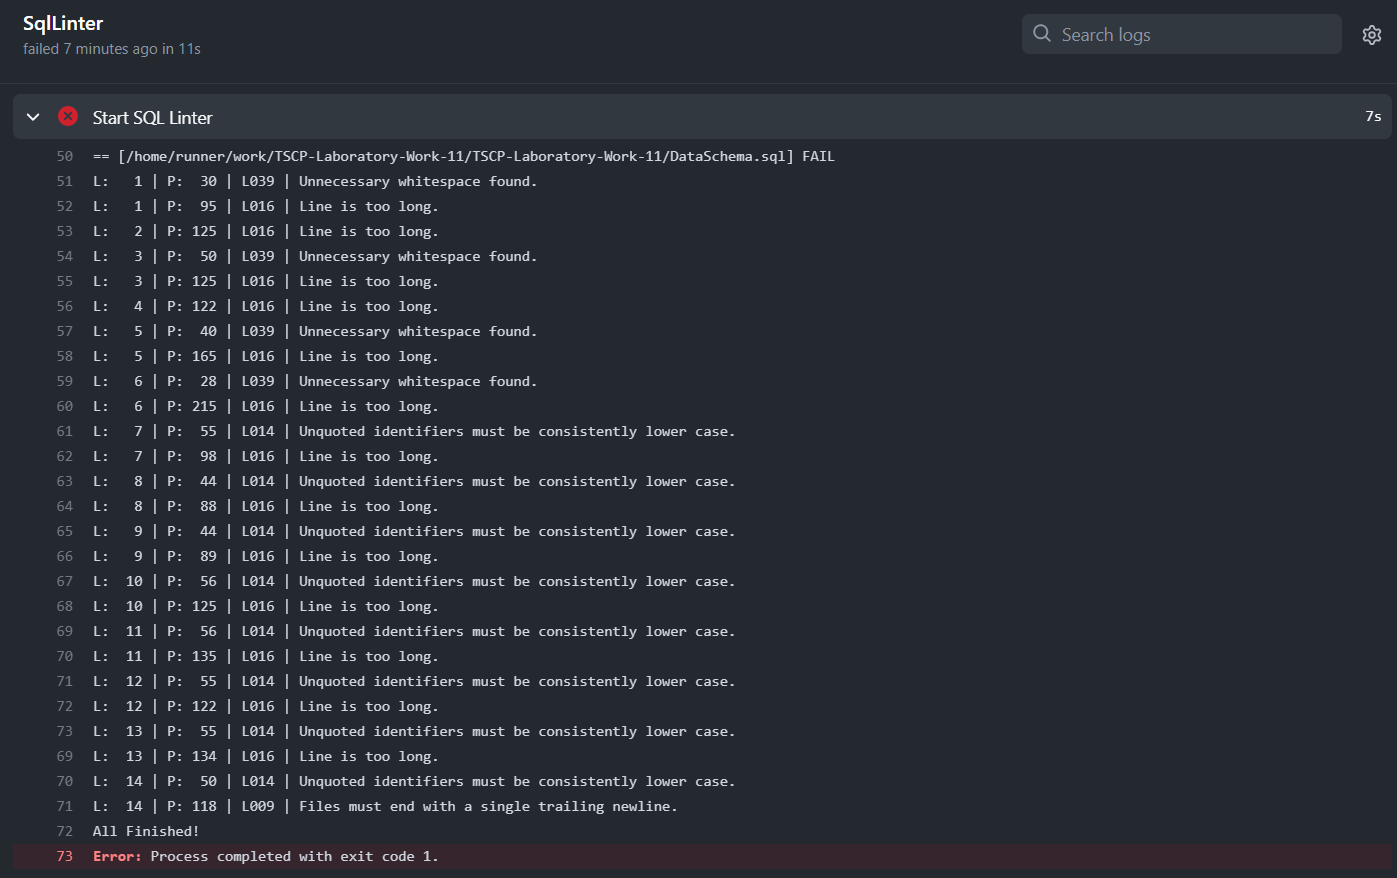 SqlLinter
failed 7 minutes ago in 11s
Search logs
Start SQL Linter 7s
50 == [/home/runner/work/TSCP-Laboratory-Work-11/TSCP-Laboratory-Work-11/DataSchema.sql] FAIL
51 L:   1 | P:  30 | L039 | Unnecessary whitespace found.
52 L:   1 | P:  95 | L016 | Line is too long.
53 L:   2 | P: 125 | L016 | Line is too long.
54 L:   3 | P:  50 | L039 | Unnecessary whitespace found.
55 L:   3 | P: 125 | L016 | Line is too long.
56 L:   4 | P: 122 | L016 | Line is too long.
57 L:   5 | P:  40 | L039 | Unnecessary whitespace found.
58 L:   5 | P: 165 | L016 | Line is too long.
59 L:   6 | P:  28 | L039 | Unnecessary whitespace found.
60 L:   6 | P: 215 | L016 | Line is too long.
61 L:   7 | P:  55 | L014 | Unquoted identifiers must be consistently lower case.
62 L:   7 | P:  98 | L016 | Line is too long.
63 L:   8 | P:  44 | L014 | Unquoted identifiers must be consistently lower case.
64 L:   8 | P:  88 | L016 | Line is too long.
65 L:   9 | P:  44 | L014 | Unquoted identifiers must be consistently lower case.
66 L:   9 | P:  89 | L016 | Line is too long.
67 L:  10 | P:  56 | L014 | Unquoted identifiers must be consistently lower case.
68 L:  10 | P: 125 | L016 | Line is too long.
69 L:  11 | P:  56 | L014 | Unquoted identifiers must be consistently lower case.
70 L:  11 | P: 135 | L016 | Line is too long.
71 L:  12 | P:  55 | L014 | Unquoted identifiers must be consistently lower case.
72 L:  12 | P: 122 | L016 | Line is too long.
73 L:  13 | P:  55 | L014 | Unquoted identifiers must be consistently lower case.
69 L:  13 | P: 134 | L016 | Line is too long.
70 L:  14 | P:  50 | L014 | Unquoted identifiers must be consistently lower case.
71 L:  14 | P: 118 | L009 | Files must end with a single trailing newline.
72 All Finished!
73 Error: Process completed with exit code 1.